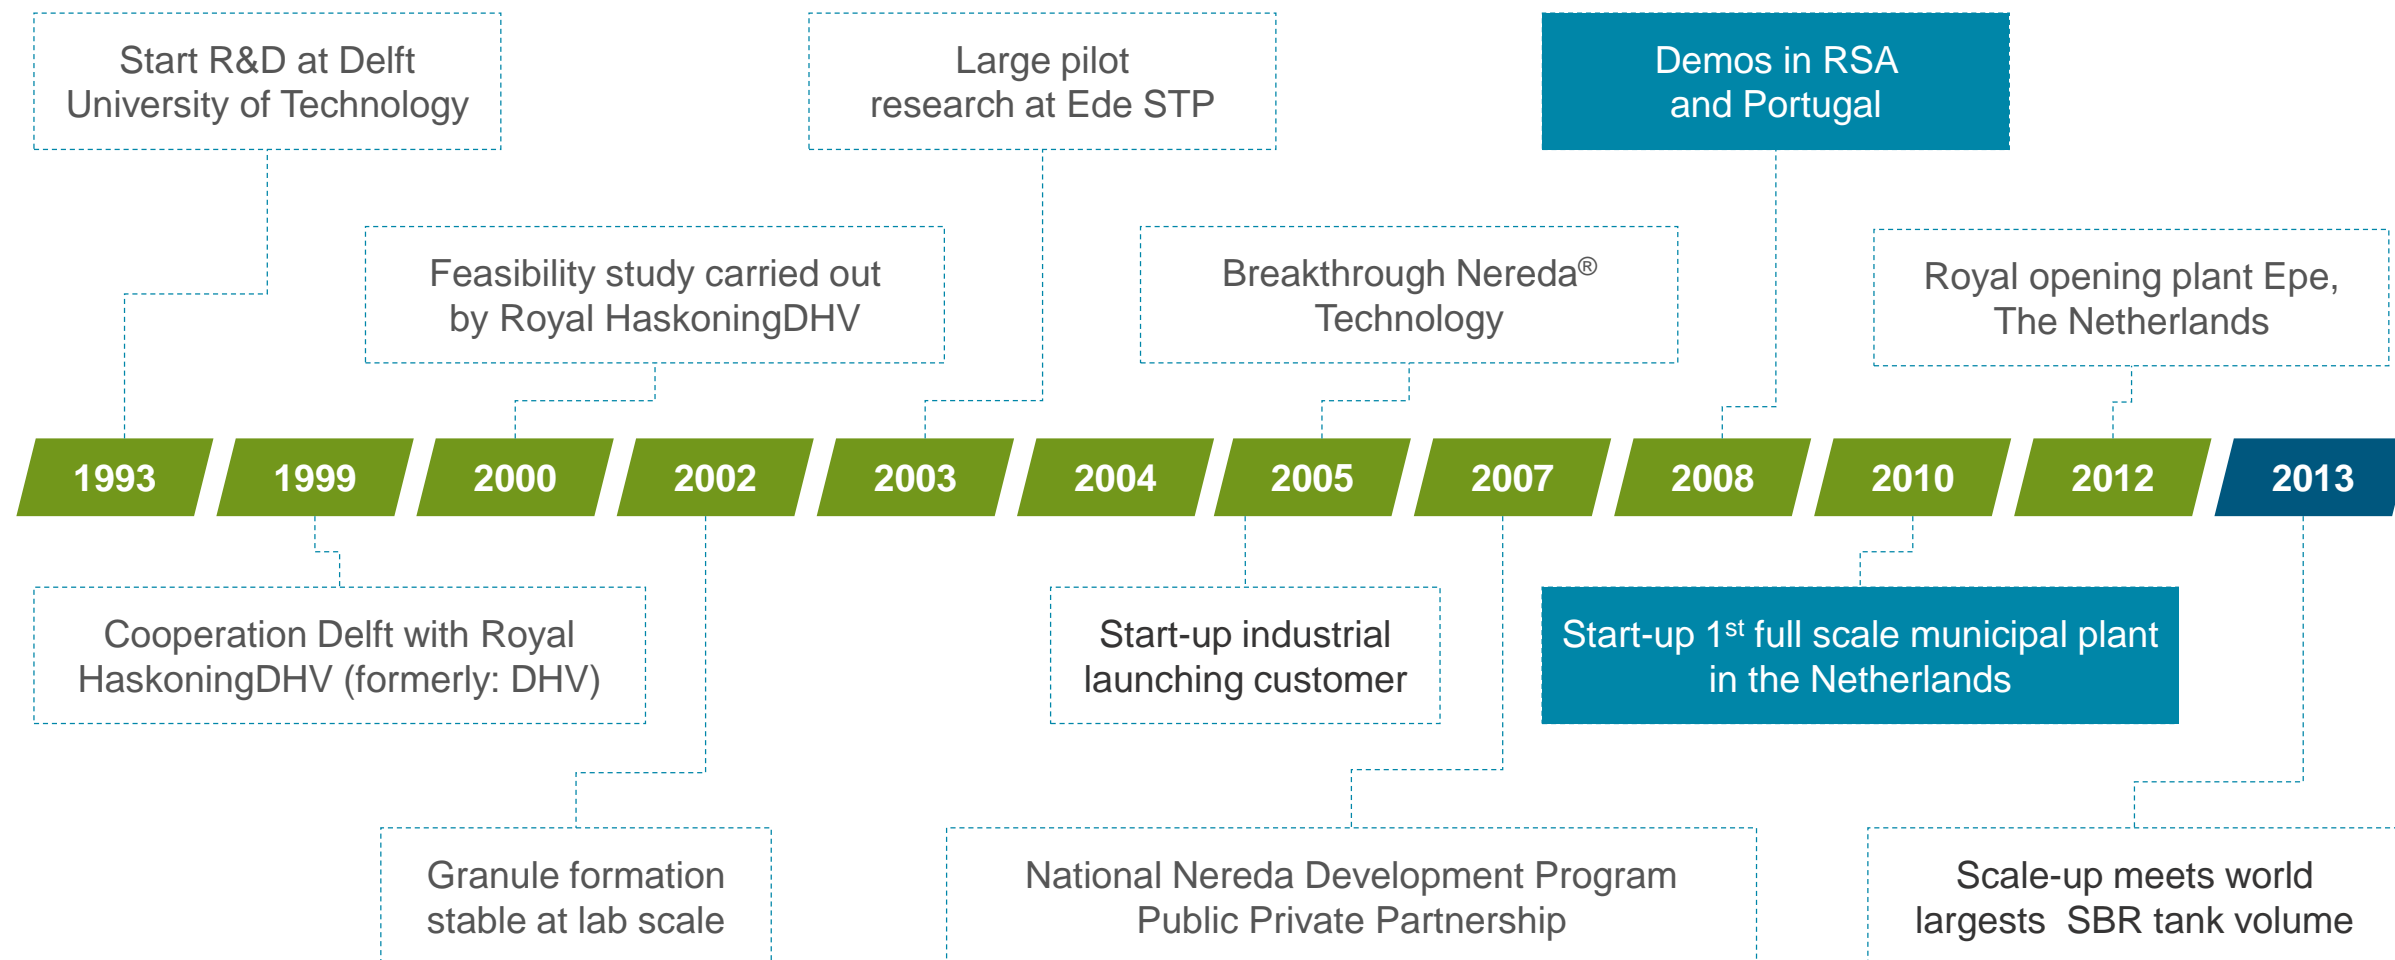 Start R&D at Delft
University of Technology
Large pilot
research at Ede STP
Demos in RSA
and Portugal
Feasibility study carried out
by Royal HaskoningDHV
Breakthrough Nereda®
Technology
Royal opening plant Epe,
The Netherlands
1993
1999
2000
2002
2003
2004
2005
2007
2008
2010
2012
2013
Cooperation Delft with Royal
HaskoningDHV (formerly: DHV)
Start-up industrial
launching customer
Start-up 1st full scale municipal plant
in the Netherlands
Granule formation
stable at lab scale
National Nereda Development Program
Public Private Partnership
Scale-up meets world
largests  SBR tank volume